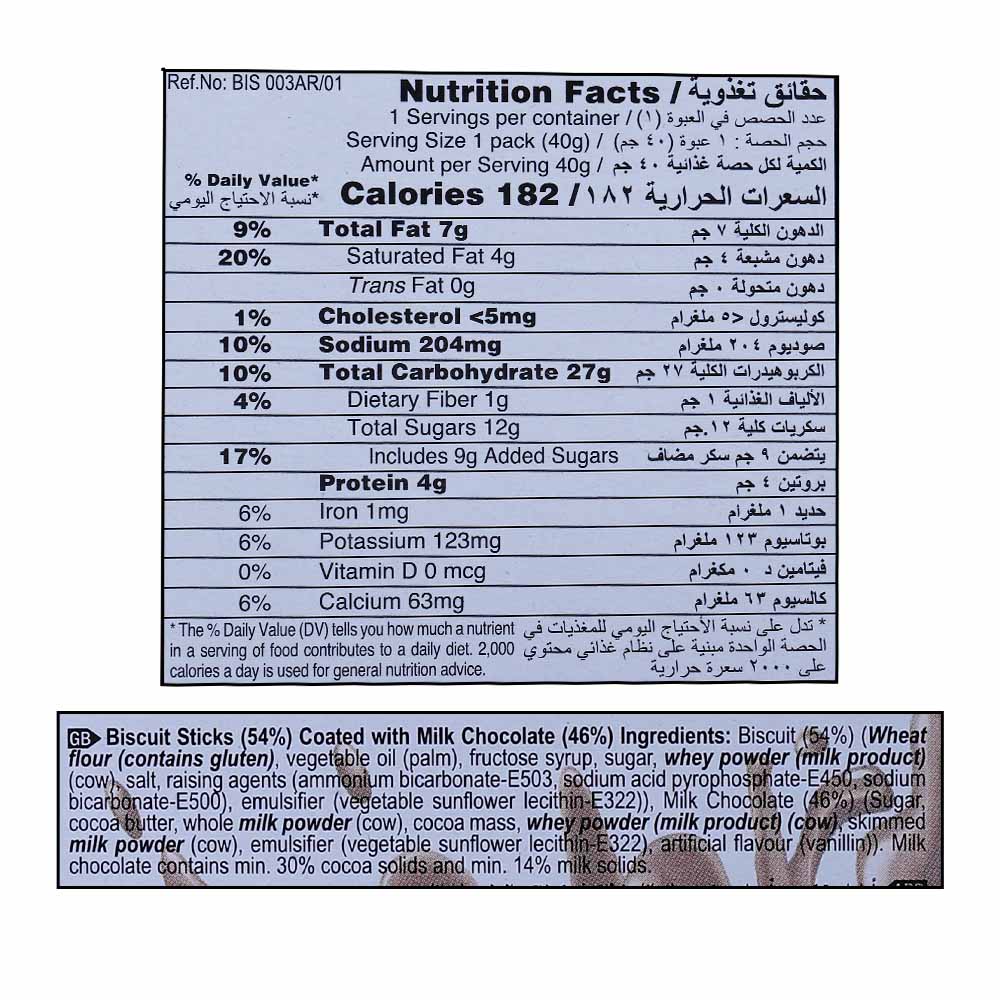 Ref.No: BIS 003AR/01
Nutrition Facts / حقائق تغذوية
1 Servings per container / عدد الحصص في العبوة (١)
Serving Size 1 pack (40g) / حجم الحصة : ١ عبوة (٤٠ جم)
Amount per Serving 40g / الكمية لكل حصة غذائية ٤٠ جم
% Daily Value*
*نسبة الاحتياج اليومي
Calories 182 / السعرات الحرارية ١٨٢
9% Total Fat 7g الدهون الكلية ٧ جم
20% Saturated Fat 4g دهون مشبعة ٤ جم
Trans Fat 0g دهون متحولة ٠ جم
1% Cholesterol <5mg كوليسترول <٥ ملغرام
10% Sodium 204mg صوديوم ٢٠٤ ملغرام
10% Total Carbohydrate 27g الكربوهيدرات الكلية ٢٧ جم
4% Dietary Fiber 1g الألياف الغذائية ١ جم
Total Sugars 12g سكريات كلية ١٢.جم
17% Includes 9g Added Sugars يتضمن ٩ جم سكر مضاف
Protein 4g بروتين ٤ جم
6% Iron 1mg حديد ١ ملغرام
6% Potassium 123mg بوتاسيوم ١٢٣ ملغرام
0% Vitamin D 0 mcg فيتامين د ٠ مكغرام
6% Calcium 63mg كالسيوم ٦٣ ملغرام
* The % Daily Value (DV) tells you how much a nutrient
in a serving of food contributes to a daily diet. 2,000
calories a day is used for general nutrition advice.
* تدل على نسبة الأحتياج اليومي للمغذيات في
الحصة الواحدة مبنية على نظام غذائي محتوي
على ٢٠٠٠ سعرة حرارية
GB Biscuit Sticks (54%) Coated with Milk Chocolate (46%) Ingredients: Biscuit (54%) (Wheat
flour (contains gluten), vegetable oil (palm), fructose syrup, sugar, whey powder (milk product)
(cow), salt, raising agents (ammonium bicarbonate-E503, sodium acid pyrophosphate-E450, sodium
bicarbonate-E500), emulsifier (vegetable sunflower lecithin-E322)), Milk Chocolate (46%) (Sugar,
cocoa butter, whole milk powder (cow), cocoa mass, whey powder (milk product) (cow), skimmed
milk powder (cow), emulsifier (vegetable sunflower lecithin-E322), artificial flavour (vanillin)). Milk
chocolate contains min. 30% cocoa solids and min. 14% milk solids.